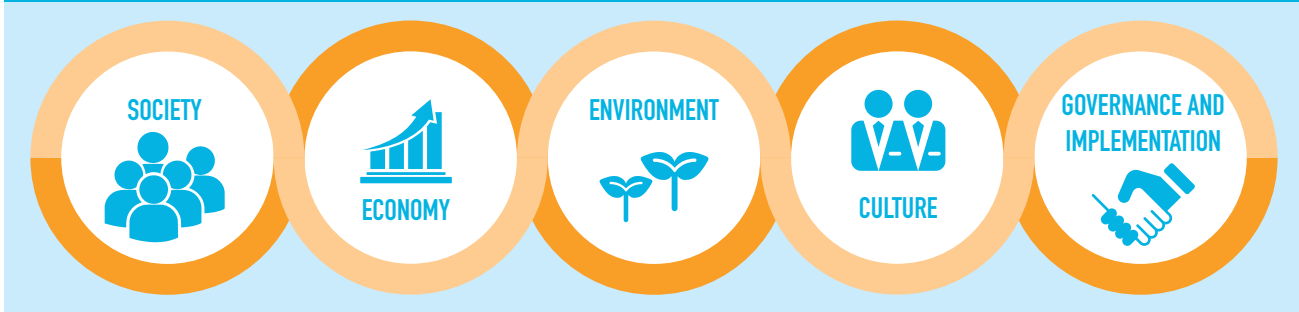 SOCIETY
ECONOMY
ENVIRONMENT
CULTURE
GOVERNANCE AND
IMPLEMENTATION